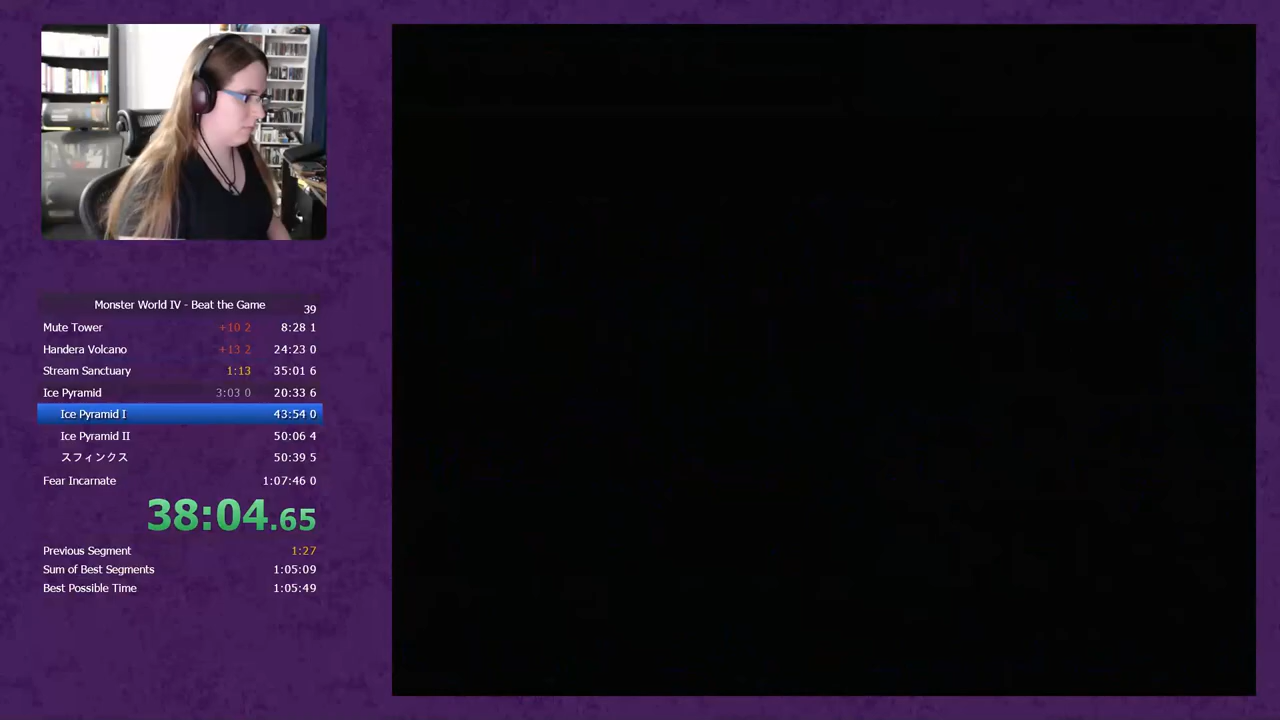 Monster World IV - Beat the Game 39
Mute Tower +10 2 8:28 1
Handera Volcano +13 2 24:23 0
Stream Sanctuary 1:13 35:01 6
Ice Pyramid 3:03 0 20:33 6
Ice Pyramid I 43:54 0
Ice Pyramid II 50:06 4
スフィンクス 50:39 5
Fear Incarnate 1:07:46 0
38:04.65
Previous Segment 1:27
Sum of Best Segments 1:05:09
Best Possible Time 1:05:49